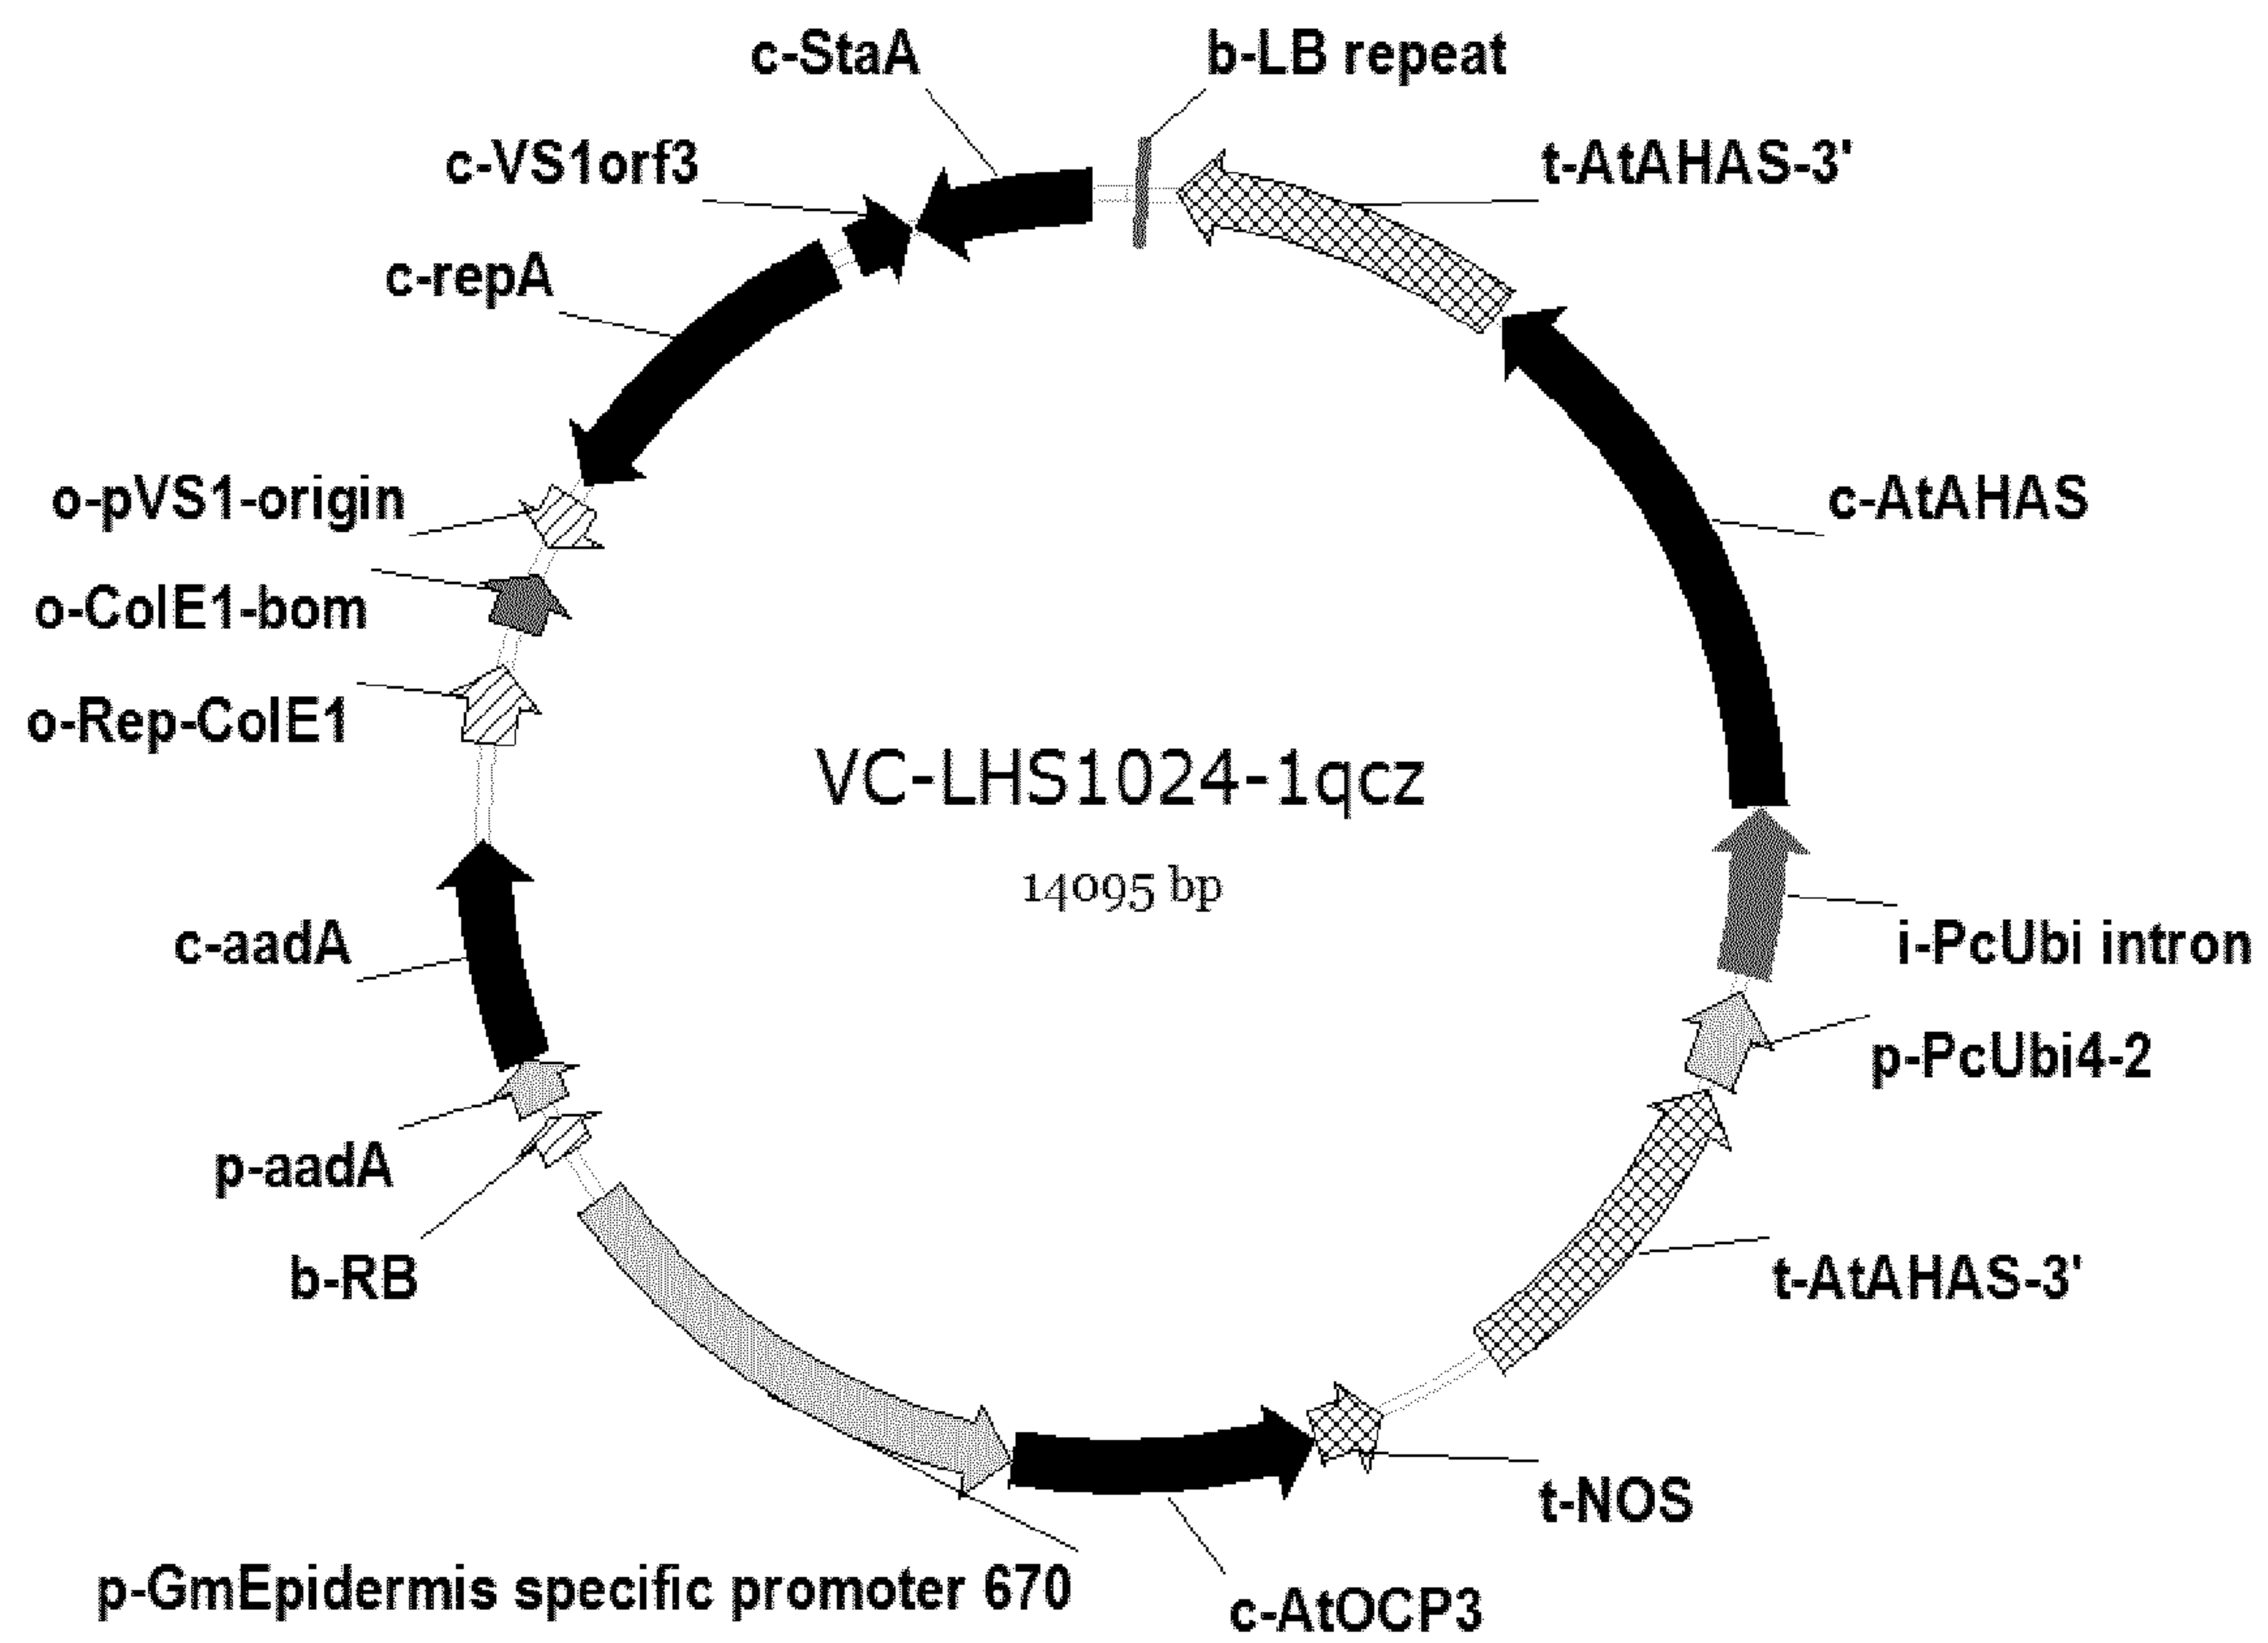 c-StaA
b-LB repeat
c-VS1orf3
t-AtAHAS-3'
c-repA
o-pVS1-origin
c-AtAHAS
o-ColE1-bom
o-Rep-ColE1
VC-LHS1024-1qcz
14095 bp
c-aadA
i-PcUbi intron
p-PcUbi4-2
p-aadA
b-RB
t-AtAHAS-3'
t-NOS
p-GmEpidermis specific promoter 670
c-AtOCP3